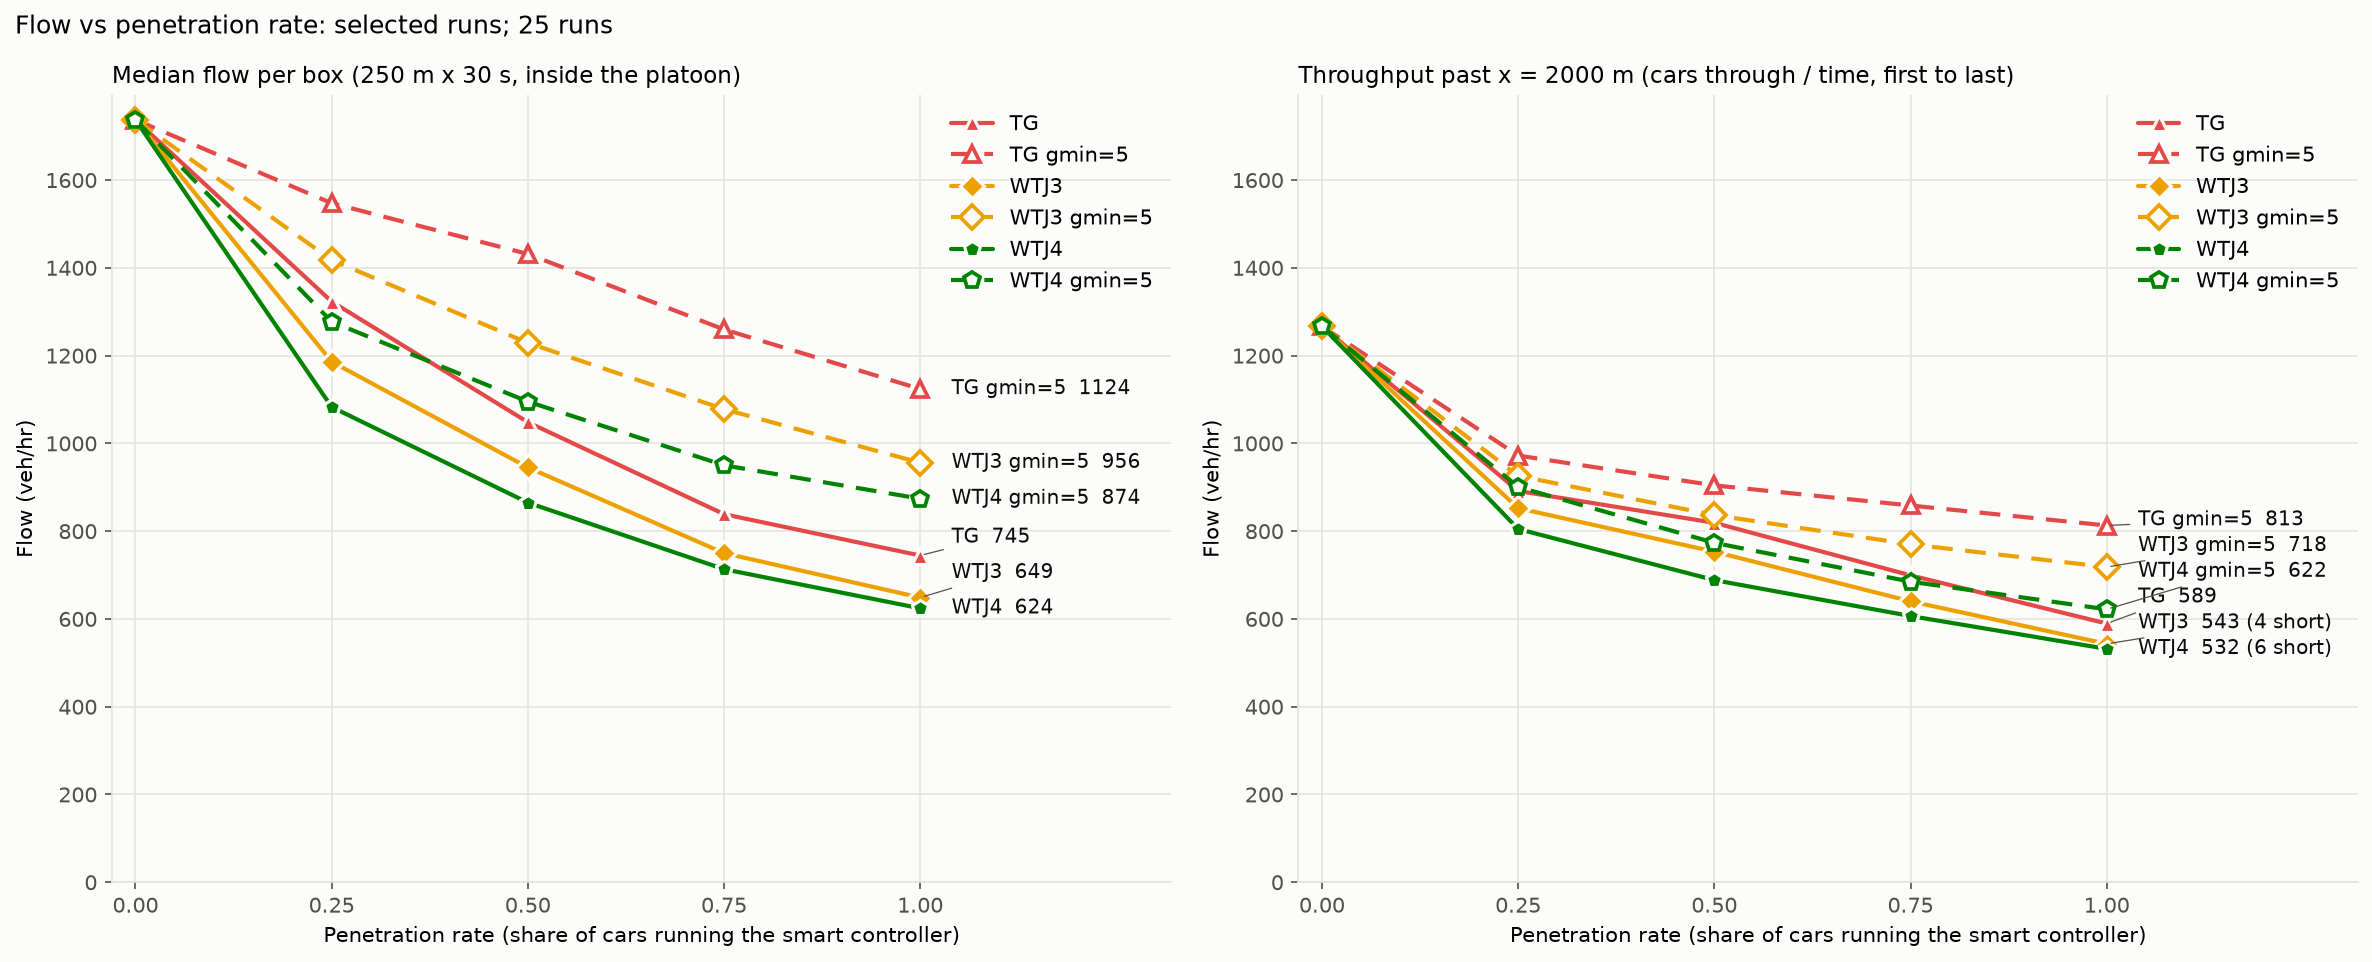 Flow vs penetration rate: selected runs; 25 runs
Median flow per box (250 m x 30 s, inside the platoon)
TG
TG gmin=5
WTJ3
WTJ3 gmin=5
WTJ4
WTJ4 gmin=5
1600
1400
1200
1000
800
600
400
200
0
Flow (veh/hr)
TG gmin=5 1124
WTJ3 gmin=5 956
WTJ4 gmin=5 874
TG 745
WTJ3 649
WTJ4 624
0.00 0.25 0.50 0.75 1.00
Penetration rate (share of cars running the smart controller)
Throughput past x = 2000 m (cars through / time, first to last)
TG
TG gmin=5
WTJ3
WTJ3 gmin=5
WTJ4
WTJ4 gmin=5
1600
1400
1200
1000
800
600
400
200
0
Flow (veh/hr)
TG gmin=5 813
WTJ3 gmin=5 718
WTJ4 gmin=5 622
TG 589
WTJ3 543 (4 short)
WTJ4 532 (6 short)
0.00 0.25 0.50 0.75 1.00
Penetration rate (share of cars running the smart controller)